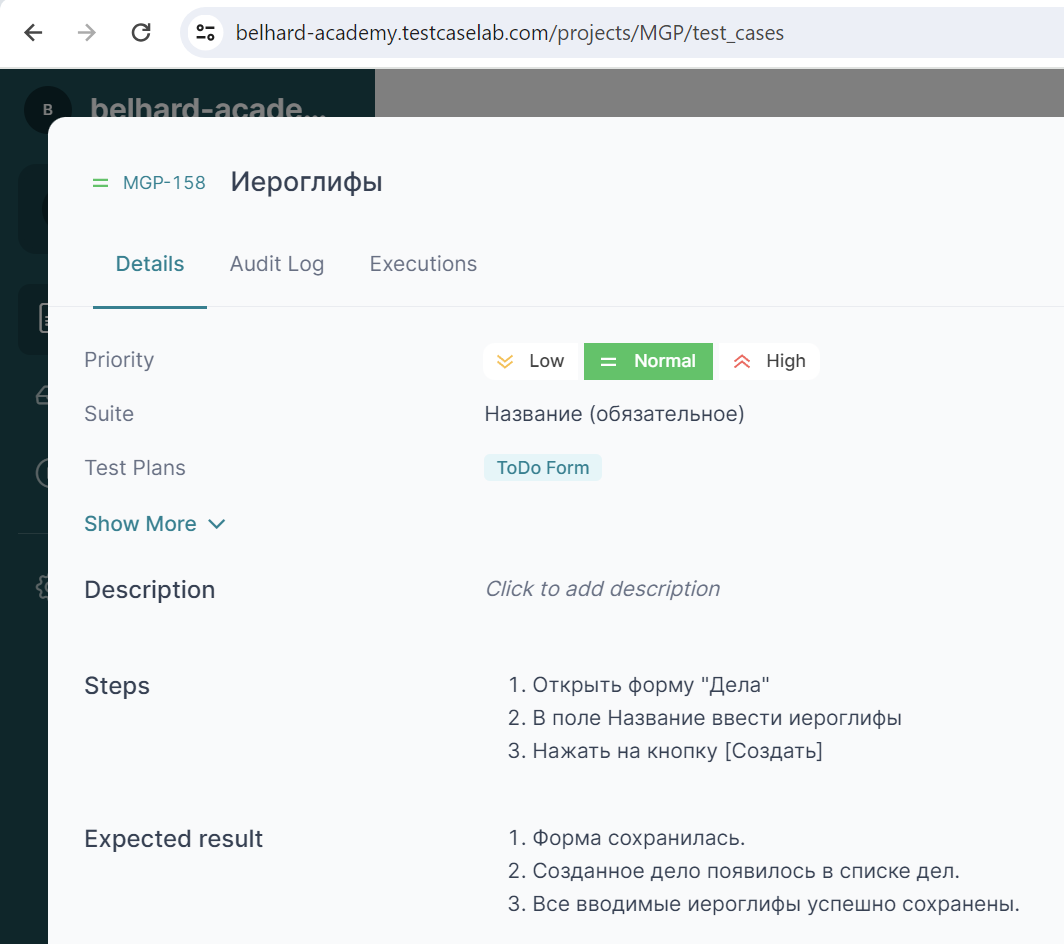 belhard-academy.testcaselab.com/projects/MGP/test_cases
B belhard-acade...
MGP-158 Иероглифы
Details Audit Log Executions
Priority Low Normal High
Suite Название (обязательное)
Test Plans ToDo Form
Show More
Description Click to add description
Steps 1. Открыть форму "Дела"
2. В поле Название ввести иероглифы
3. Нажать на кнопку [Создать]
Expected result 1. Форма сохранилась.
2. Созданное дело появилось в списке дел.
3. Все вводимые иероглифы успешно сохранены.